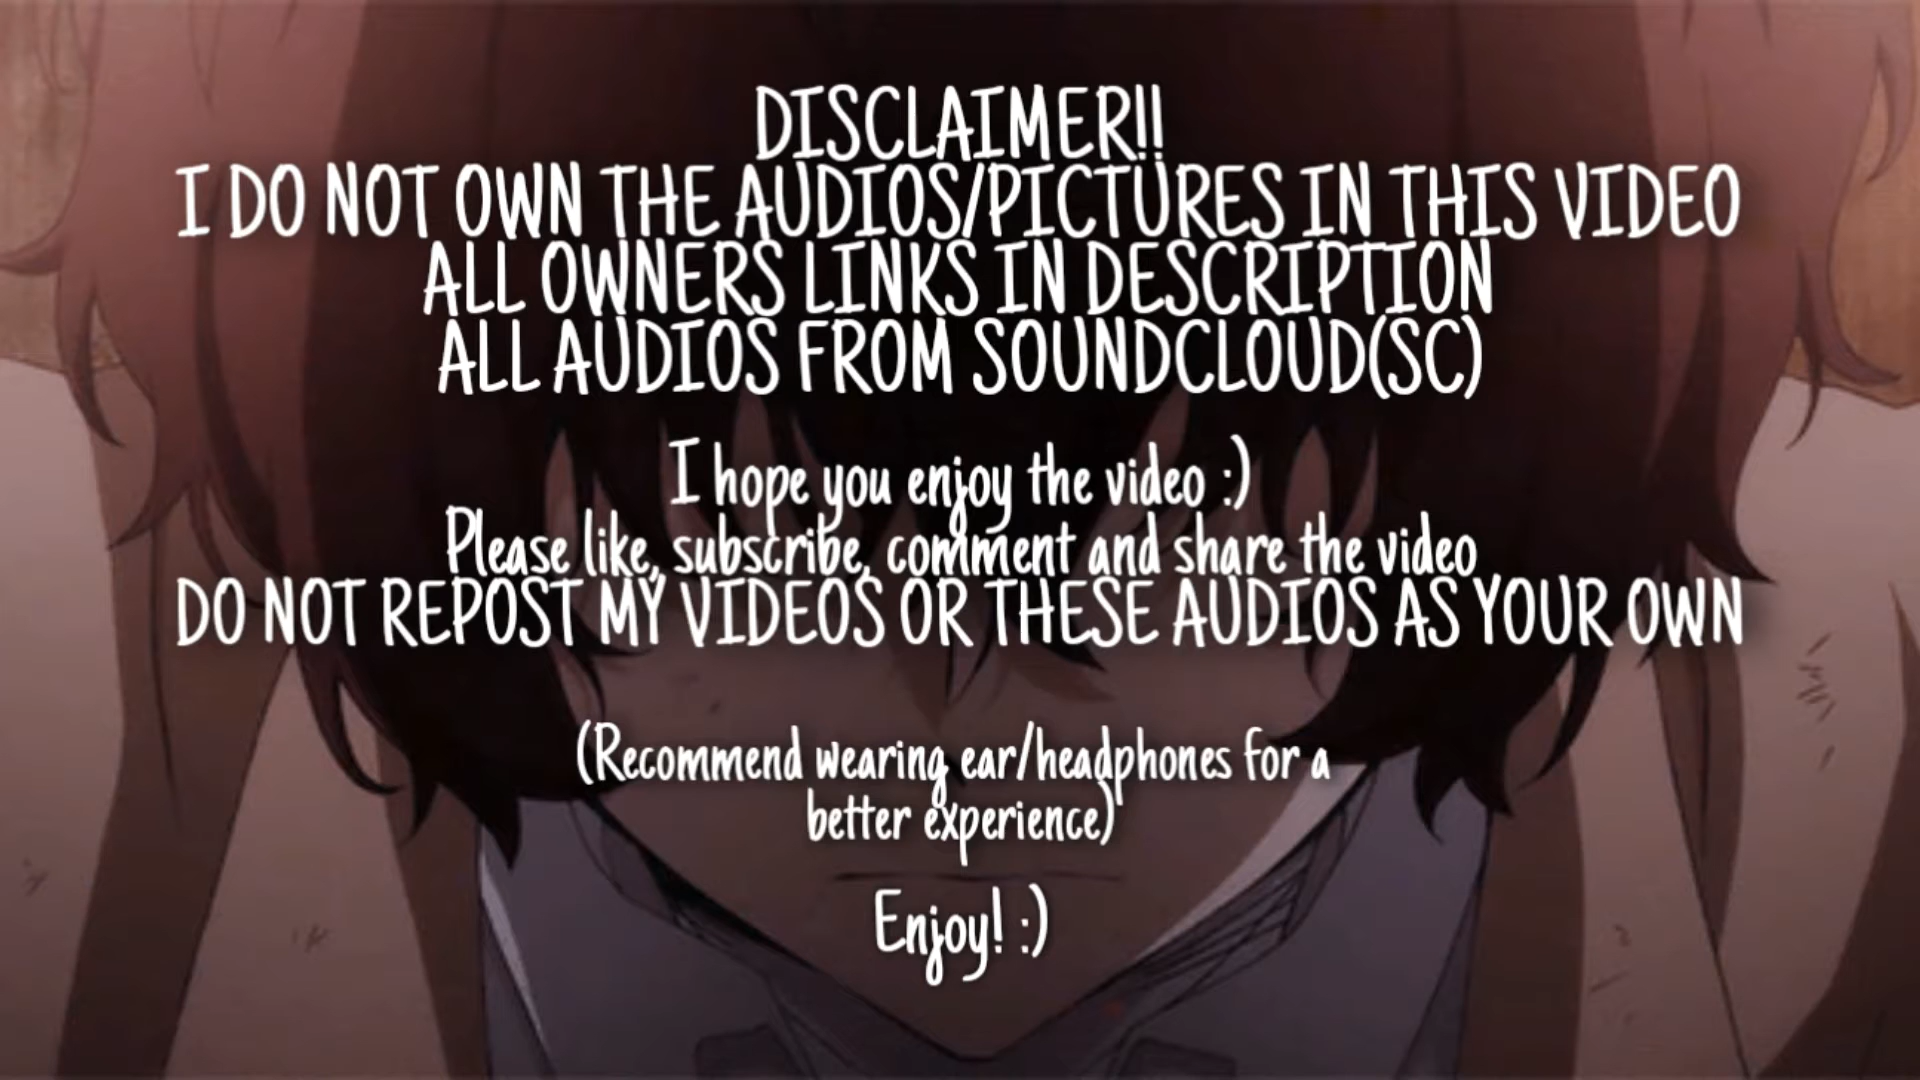 DISCLAIMER!!
I DO NOT OWN THE AUDIOS/PICTURES IN THIS VIDEO
ALL OWNERS LINKS IN DESCRIPTION
ALL AUDIOS FROM SOUNDCLOUD(SC)
I hope you enjoy the video :)
Please like, subscribe, comment and share the video
DO NOT REPOST MY VIDEOS OR THESE AUDIOS AS YOUR OWN
(Recommend wearing ear/headphones for a
better experience)
Enjoy! :)